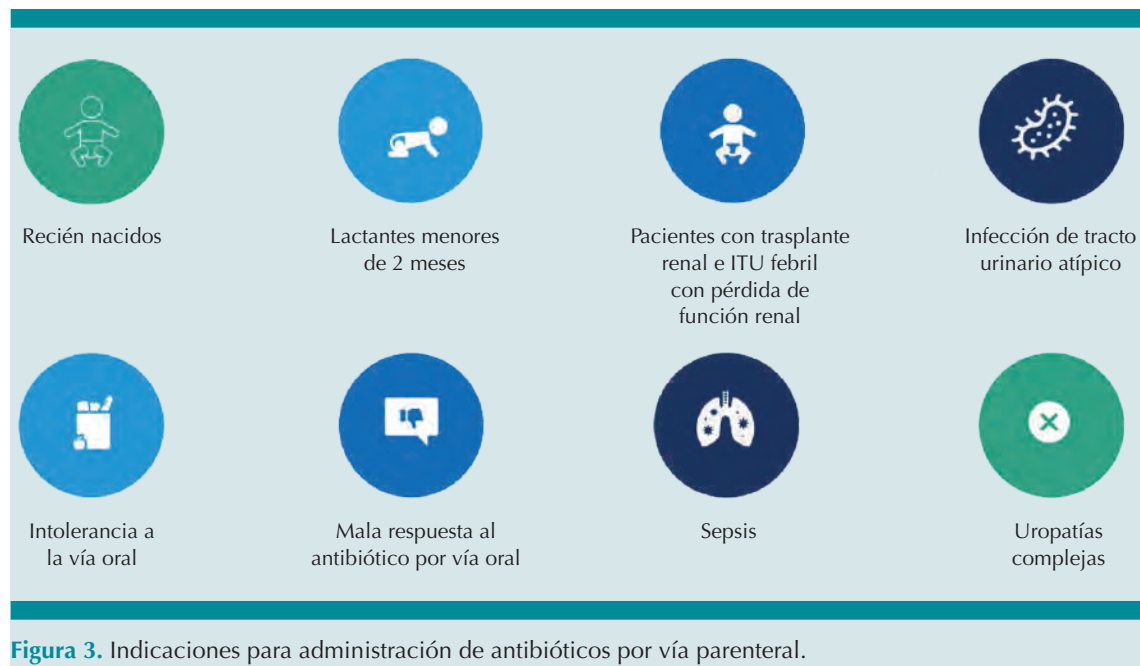 Recién nacidos
Lactantes menores
de 2 meses
Pacientes con trasplante
renal e ITU febril
con pérdida de
función renal
Infección de tracto
urinario atípico
Intolerancia a
la vía oral
Mala respuesta al
antibiótico por vía oral
Sepsis
Uropatías
complejas
Figura 3. Indicaciones para administración de antibióticos por vía parenteral.